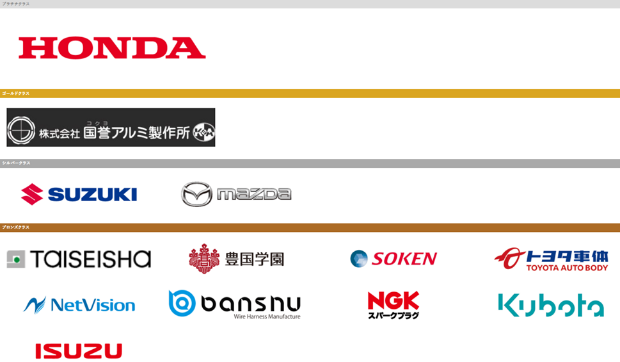 プラチナクラス
HONDA
ゴールドクラス
コクヨ
株式会社 国誉アルミ製作所
シルバークラス
SUZUKI
mazda
ブロンズクラス
TAISEISHA
豊国学園
SOKEN
トヨタ車体
TOYOTA AUTO BODY
NetVision
banshu
Wire Harness Manufacture
NGK
スパークプラグ
Kubota
ISUZU